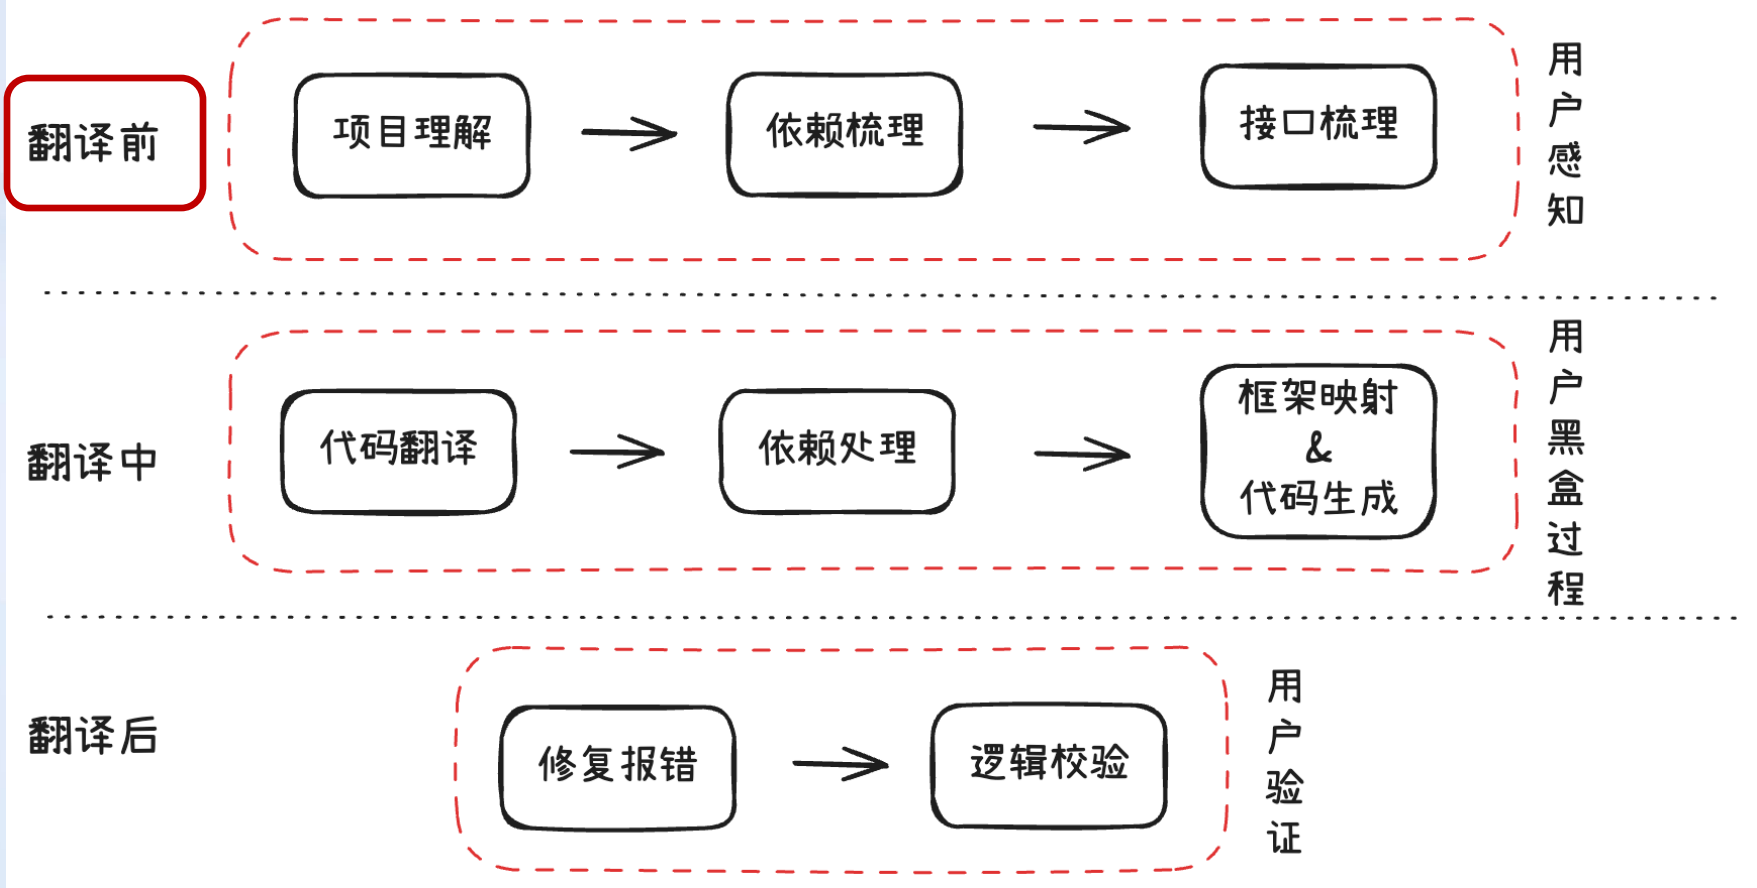 翻译前
项目理解
依赖梳理
接口梳理
用户感知
翻译中
代码翻译
依赖处理
框架映射
&
代码生成
用户黑盒过程
翻译后
修复报错
逻辑校验
用户验证